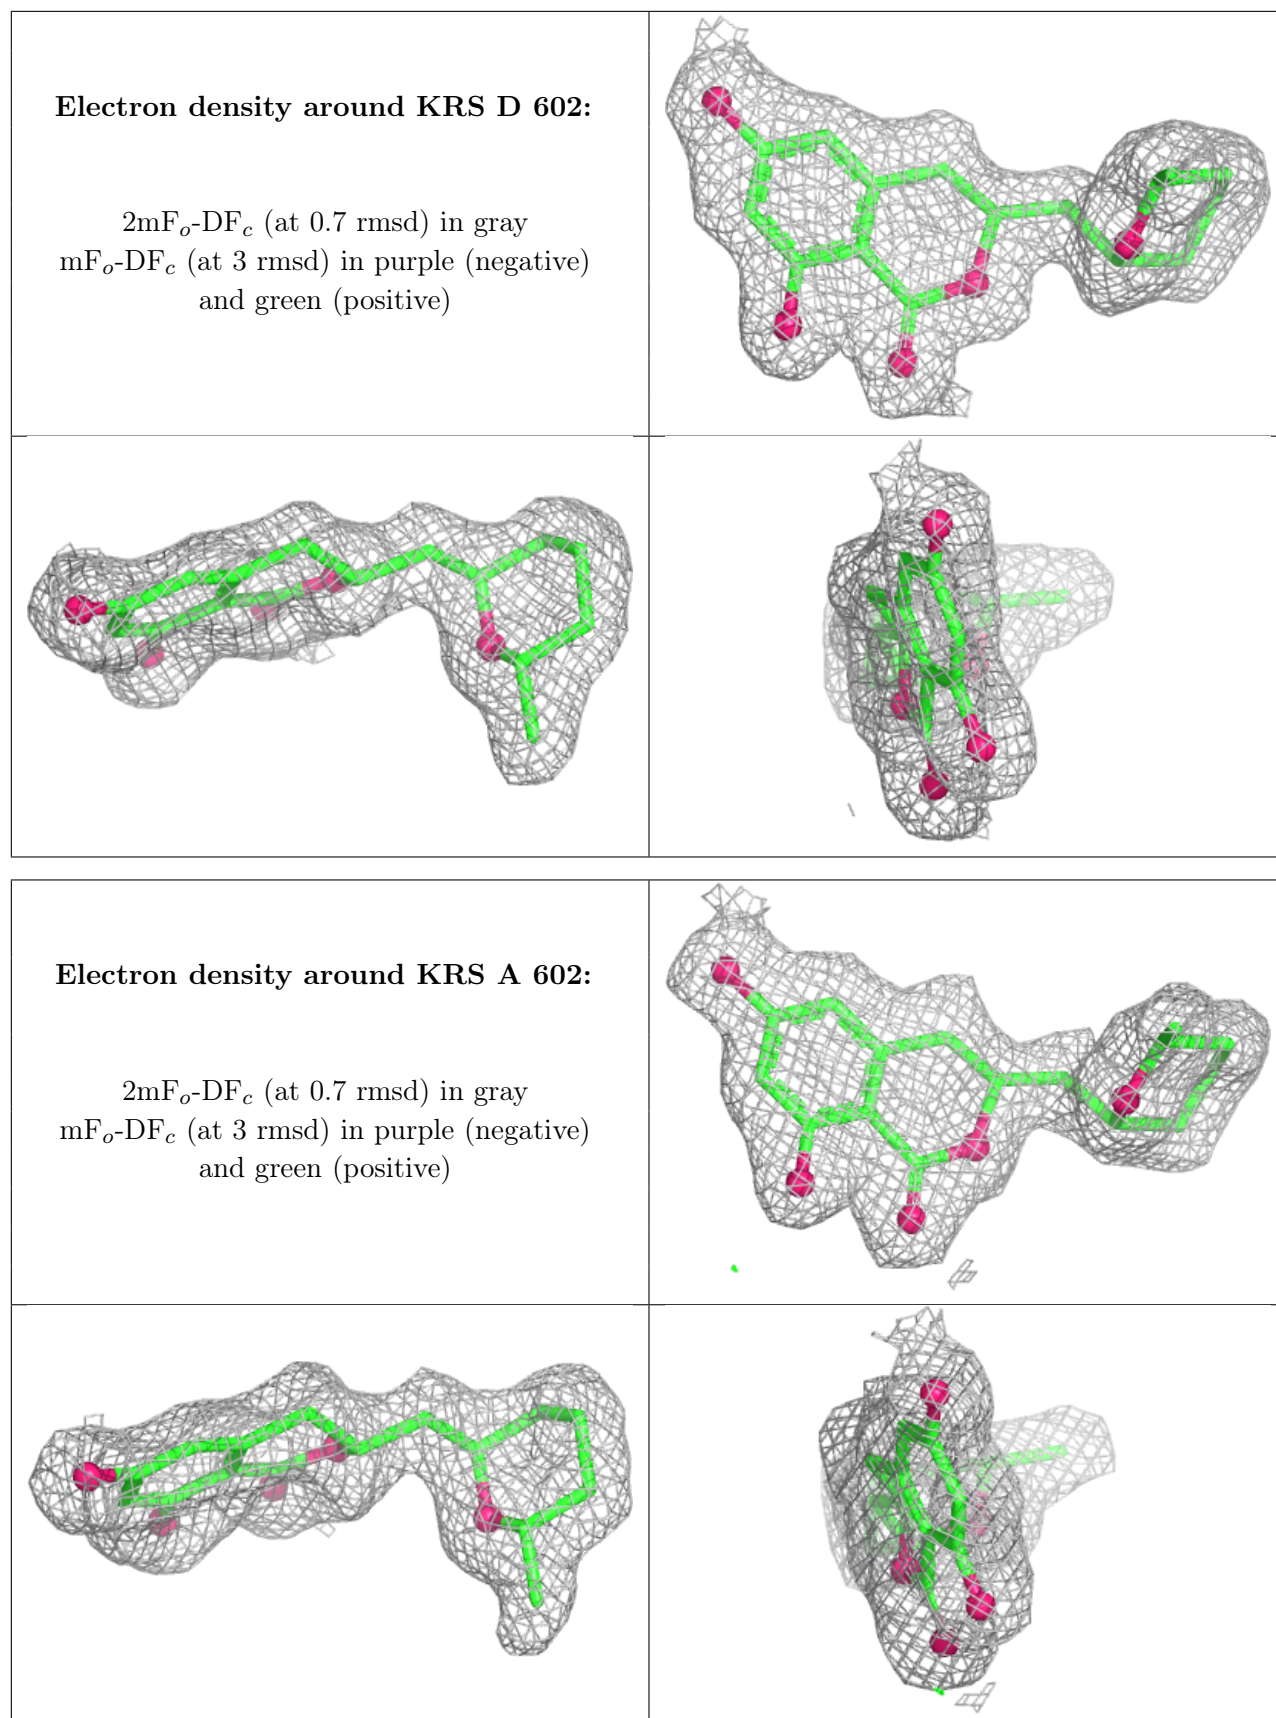 Electron density around KRS D 602:
2mFo-DFc (at 0.7 rmsd) in gray
mFo-DFc (at 3 rmsd) in purple (negative)
and green (positive)
Electron density around KRS A 602:
2mFo-DFc (at 0.7 rmsd) in gray
mFo-DFc (at 3 rmsd) in purple (negative)
and green (positive)